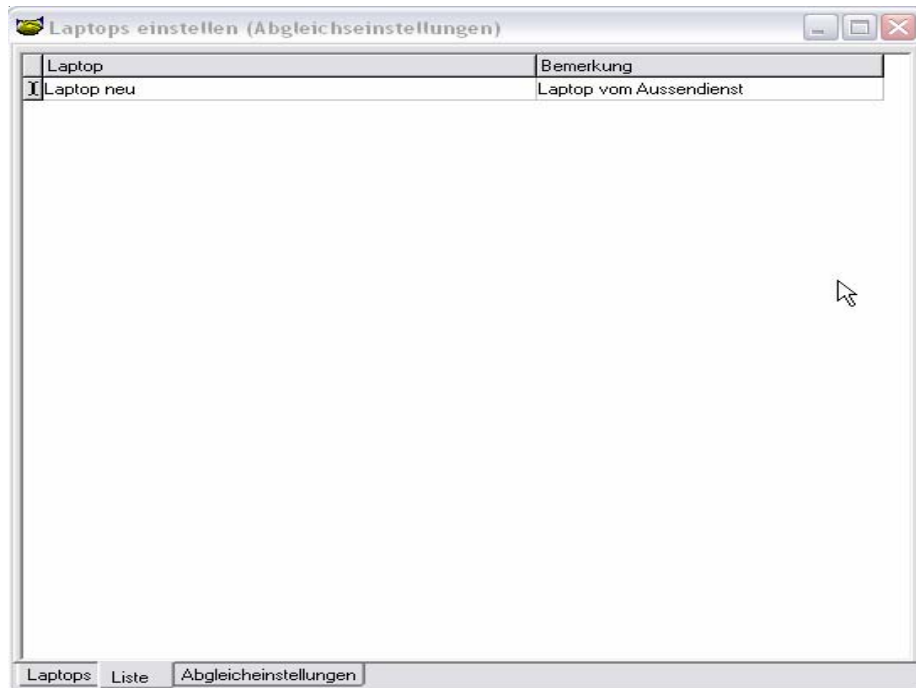 Laptops einstellen (Abgleichseinstellungen)
Laptop Bemerkung
Laptop neu Laptop vom Aussendienst
Laptops Liste Abgleicheinstellungen